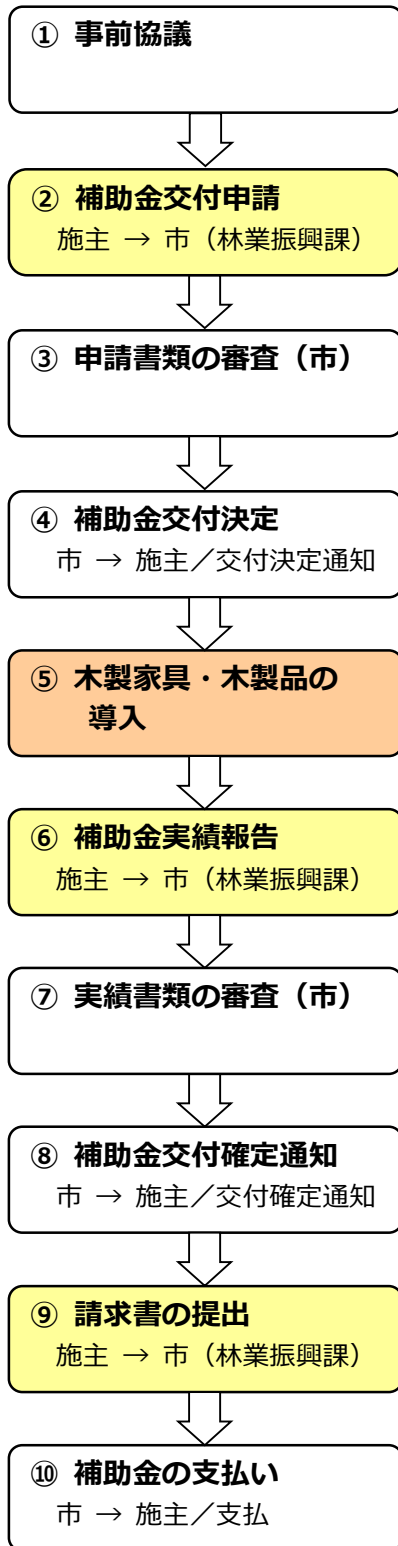 ① 事前協議
② 補助金交付申請
施主 → 市（林業振興課）
③ 申請書類の審査（市）
④ 補助金交付決定
市 → 施主／交付決定通知
⑤ 木製家具・木製品の
導入
⑥ 補助金実績報告
施主 → 市（林業振興課）
⑦ 実績書類の審査（市）
⑧ 補助金交付確定通知
市 → 施主／交付確定通知
⑨ 請求書の提出
施主 → 市（林業振興課）
⑩ 補助金の支払い
市 → 施主／支払